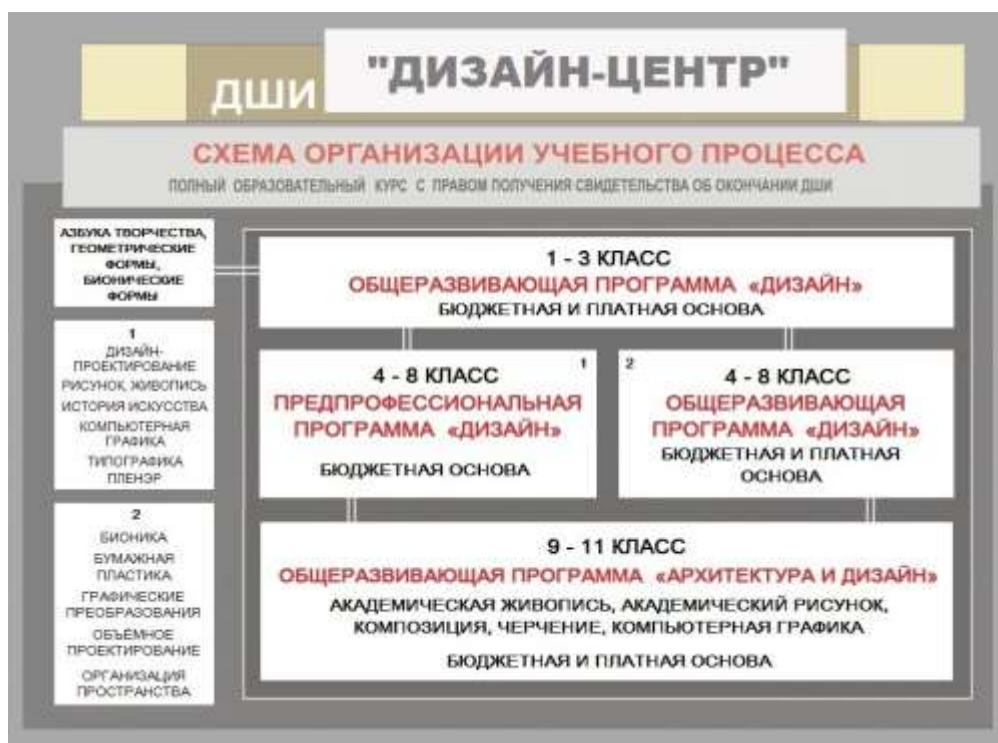 ДШИ "ДИЗАЙН-ЦЕНТР"
СХЕМА ОРГАНИЗАЦИИ УЧЕБНОГО ПРОЦЕССА
ПОЛНЫЙ ОБРАЗОВАТЕЛЬНЫЙ КУРС С ПРАВОМ ПОЛУЧЕНИЯ СВИДЕТЕЛЬСТВА ОБ ОКОНЧАНИИ ДШИ
АЗБУКА ТВОРЧЕСТВА,
ГЕОМЕТРИЧЕСКИЕ
ФОРМЫ,
БИОНИЧЕСКИЕ
ФОРМЫ
1
ДИЗАЙН-
ПРОЕКТИРОВАНИЕ
РИСУНОК, ЖИВОПИСЬ
ИСТОРИЯ ИСКУССТВА
КОМПЬЮТЕРНАЯ
ГРАФИКА
ТИПОГРАФИКА
ПЛЕНЭР
2
БИОНИКА
БУМАЖНАЯ
ПЛАСТИКА
ГРАФИЧЕСКИЕ
ПРЕОБРАЗОВАНИЯ
ОБЪЁМНОЕ
ПРОЕКТИРОВАНИЕ
ОРГАНИЗАЦИЯ
ПРОСТРАНСТВА
1 - 3 КЛАСС
ОБЩЕРАЗВИВАЮЩАЯ ПРОГРАММА «ДИЗАЙН»
БЮДЖЕТНАЯ И ПЛАТНАЯ ОСНОВА
1
4 - 8 КЛАСС
ПРЕДПРОФЕССИОНАЛЬНАЯ
ПРОГРАММА «ДИЗАЙН»
БЮДЖЕТНАЯ ОСНОВА
2
4 - 8 КЛАСС
ОБЩЕРАЗВИВАЮЩАЯ
ПРОГРАММА «ДИЗАЙН»
БЮДЖЕТНАЯ И ПЛАТНАЯ
ОСНОВА
9 - 11 КЛАСС
ОБЩЕРАЗВИВАЮЩАЯ ПРОГРАММА «АРХИТЕКТУРА И ДИЗАЙН»
АКАДЕМИЧЕСКАЯ ЖИВОПИСЬ, АКАДЕМИЧЕСКИЙ РИСУНОК,
КОМПОЗИЦИЯ, ЧЕРЧЕНИЕ, КОМПЬЮТЕРНАЯ ГРАФИКА
БЮДЖЕТНАЯ И ПЛАТНАЯ ОСНОВА